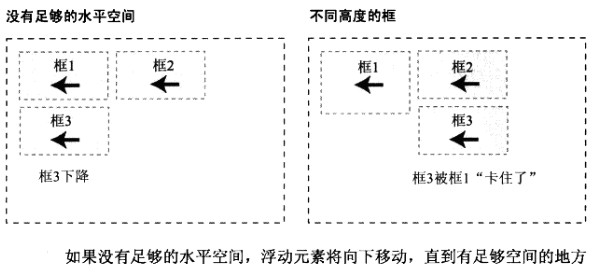 没有足够的水平空间
框1
框2
框3
框3下降
不同高度的框
框1
框2
框3
框3被框1“卡住了”
如果没有足够的水平空间，浮动元素将向下移动，直到有足够空间的地方